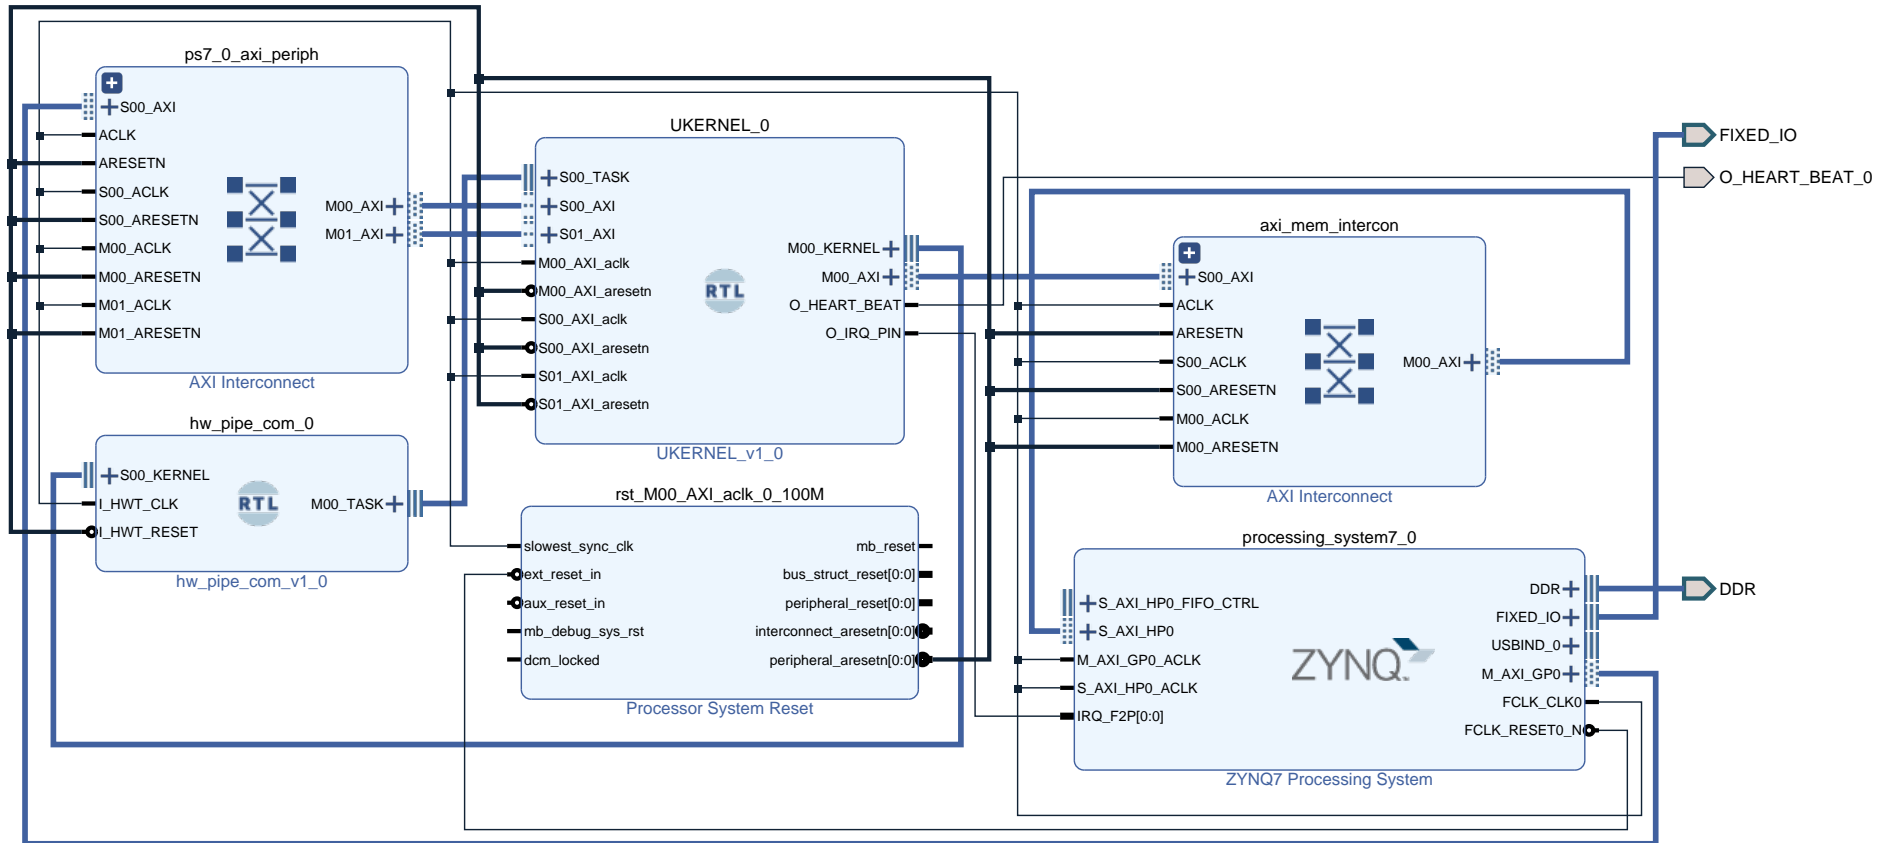 ps7_0_axi_periph
S00_AXI
ACLK
ARESETN
S00_ACLK
S00_ARESETN
M00_ACLK
M00_ARESETN
M01_ACLK
M01_ARESETN
M00_AXI
M01_AXI
AXI Interconnect
hw_pipe_com_0
S00_KERNEL
I_HWT_CLK
I_HWT_RESET
RTL
M00_TASK
hw_pipe_com_v1_0
UKERNEL_0
S00_TASK
S00_AXI
S01_AXI
M00_AXI_aclk
M00_AXI_aresetn
S00_AXI_aclk
S00_AXI_aresetn
S01_AXI_aclk
S01_AXI_aresetn
RTL
M00_KERNEL
M00_AXI
O_HEART_BEAT
O_IRQ_PIN
UKERNEL_v1_0
rst_M00_AXI_aclk_0_100M
slowest_sync_clk
ext_reset_in
aux_reset_in
mb_debug_sys_rst
dcm_locked
mb_reset
bus_struct_reset[0:0]
peripheral_reset[0:0]
interconnect_aresetn[0:0]
peripheral_aresetn[0:0]
Processor System Reset
axi_mem_intercon
S00_AXI
ACLK
ARESETN
S00_ACLK
S00_ARESETN
M00_ACLK
M00_ARESETN
M00_AXI
AXI Interconnect
processing_system7_0
S_AXI_HP0_FIFO_CTRL
S_AXI_HP0
M_AXI_GP0_ACLK
S_AXI_HP0_ACLK
IRQ_F2P[0:0]
ZYNQ
DDR
FIXED_IO
USBIND_0
M_AXI_GP0
FCLK_CLK0
FCLK_RESET0_N
ZYNQ7 Processing System
FIXED_IO
O_HEART_BEAT_0
DDR